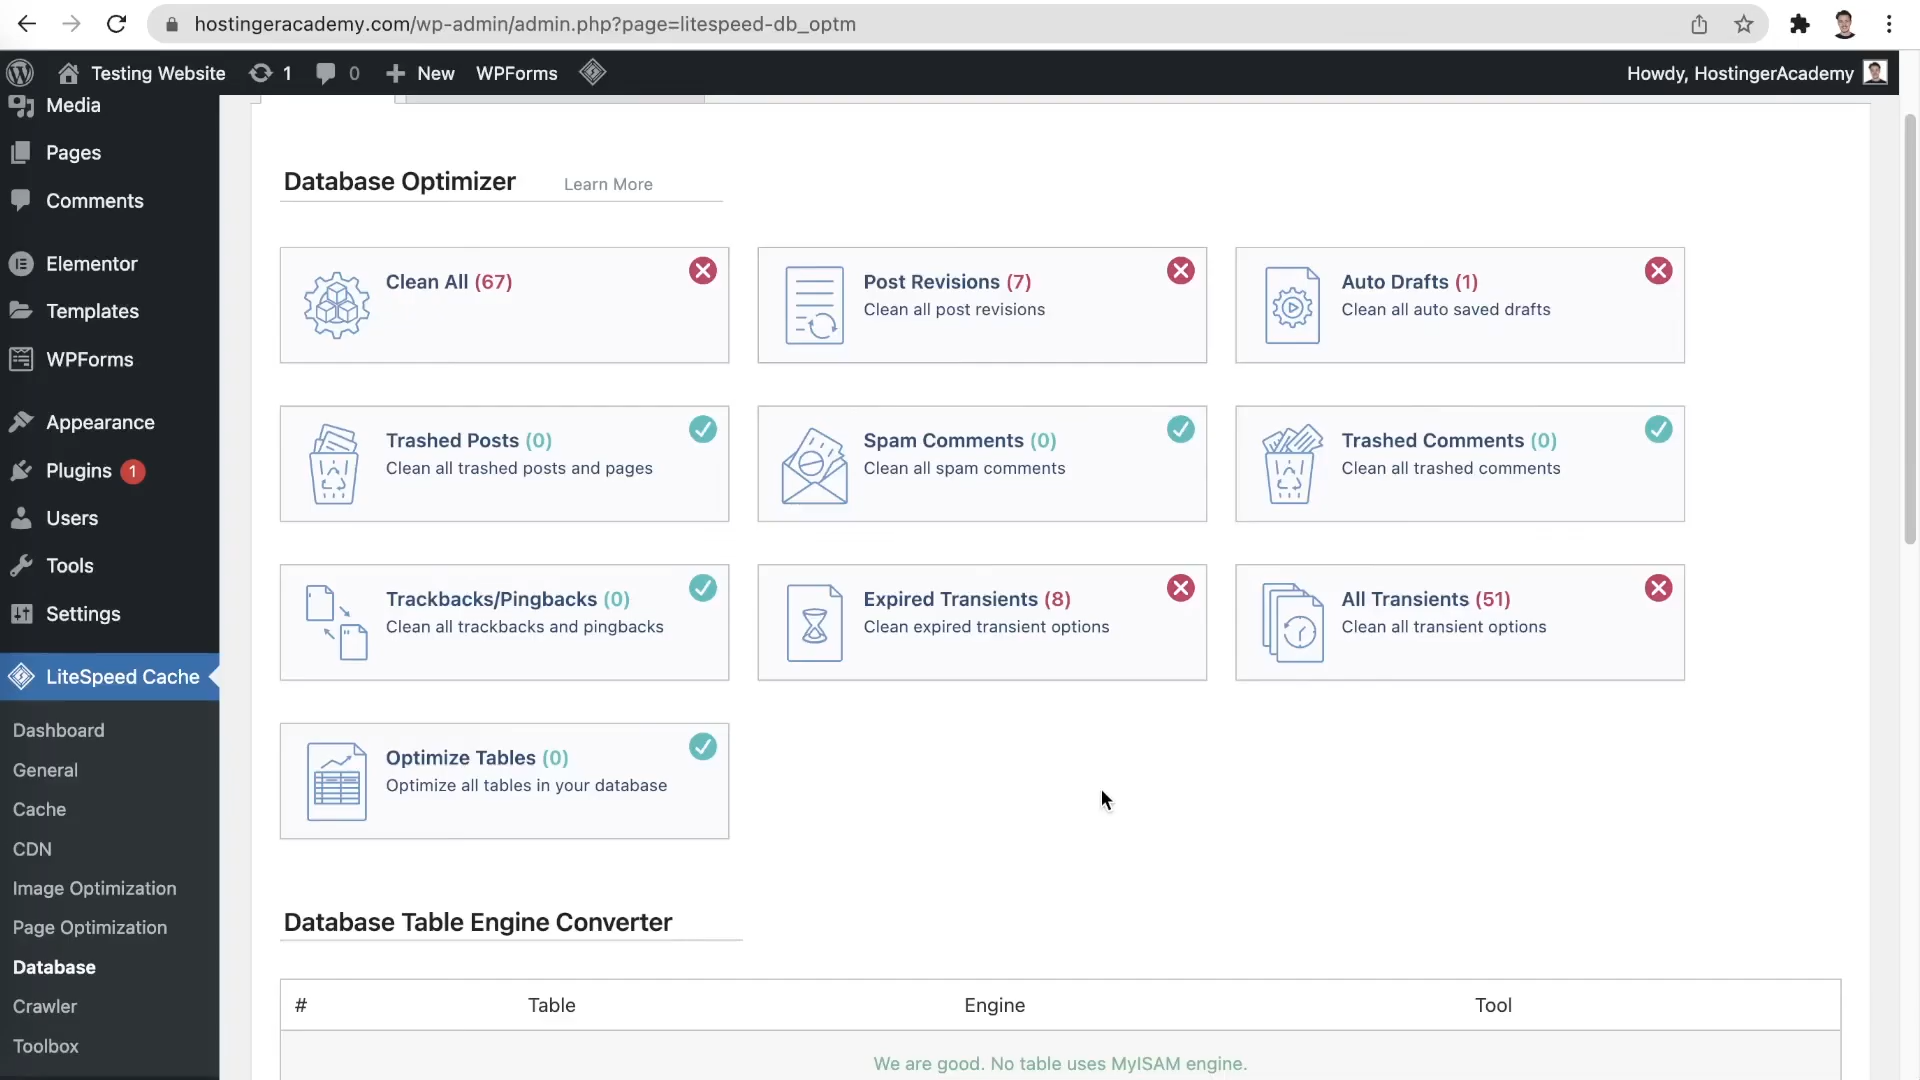 hostingeracademy.com/wp-admin/admin.php?page=litespeed-db_optm
Testing Website 1 0 New WPForms Howdy, HostingerAcademy
Media
Pages
Comments
Elementor
Templates
WPForms
Appearance
Plugins 1
Users
Tools
Settings
LiteSpeed Cache
Dashboard
General
Cache
CDN
Image Optimization
Page Optimization
Database
Crawler
Toolbox
Database Optimizer Learn More
Clean All (67)
Post Revisions (7)
Clean all post revisions
Auto Drafts (1)
Clean all auto saved drafts
Trashed Posts (0)
Clean all trashed posts and pages
Spam Comments (0)
Clean all spam comments
Trashed Comments (0)
Clean all trashed comments
Trackbacks/Pingbacks (0)
Clean all trackbacks and pingbacks
Expired Transients (8)
Clean expired transient options
All Transients (51)
Clean all transient options
Optimize Tables (0)
Optimize all tables in your database
Database Table Engine Converter
# Table Engine Tool
We are good. No table uses MyISAM engine.